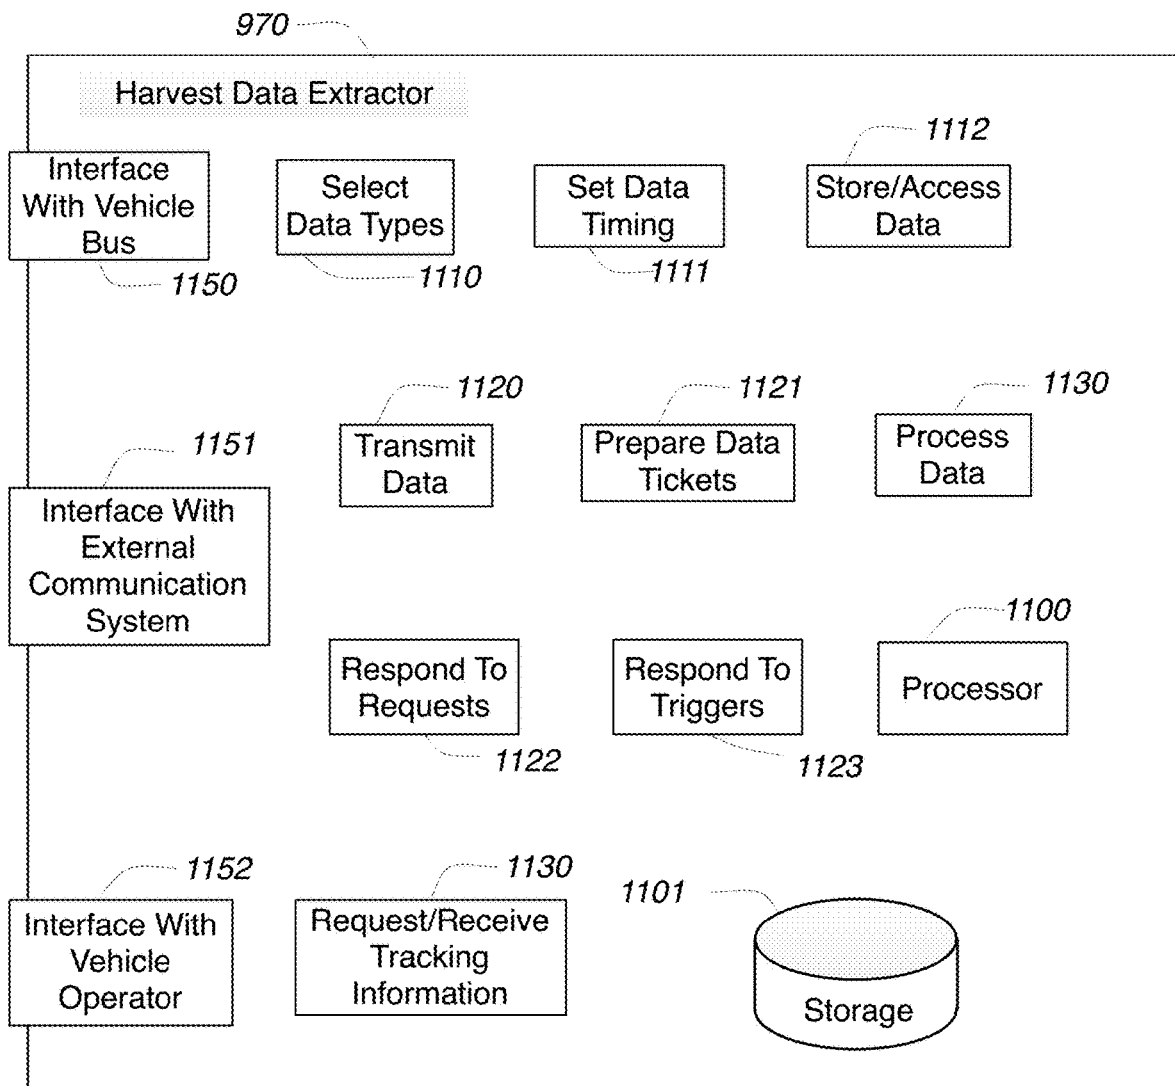 970
Harvest Data Extractor
1112
Interface
With Vehicle
Bus
Select
Data Types
Set Data
Timing
Store/Access
Data
1150
1110
1111
1120
1121
1130
1151
Transmit
Data
Prepare Data
Tickets
Process
Data
Interface With
External
Communication
System
1100
Respond To
Requests
Respond To
Triggers
Processor
1122
1123
1152
1130
1101
Interface With
Vehicle
Operator
Request/Receive
Tracking
Information
Storage